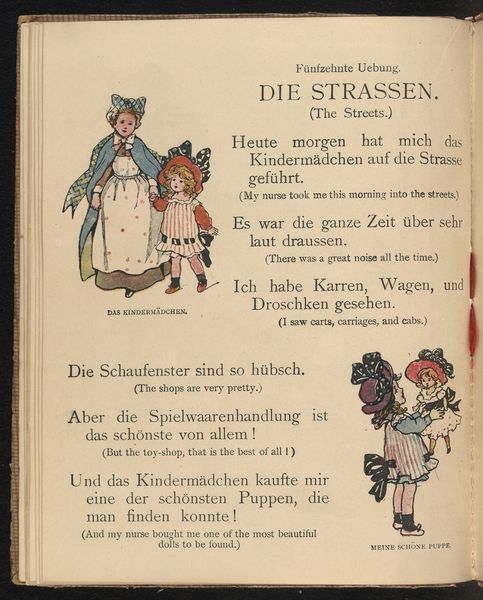 Fünfzehnte Uebung.
DIE STRASSEN.
(The Streets.)
Heute morgen hat mich das
Kindermädchen auf die Strasse
geführt.
(My nurse took me this morning into the streets.)
Es war die ganze Zeit über sehr
laut draussen.
(There was a great noise all the time.)
Ich habe Karren, Wagen, und
Droschken gesehen.
(I saw carts, carriages, and cabs.)
DAS KINDERMÄDCHEN.
Die Schaufenster sind so hübsch.
(The shops are very pretty.)
Aber die Spielwaarenhandlung ist
das schönste von allem !
(But the toy-shop, that is the best of all !)
Und das Kindermädchen kaufte mir
eine der schönsten Puppen, die
man finden konnte !
(And my nurse bought me one of the most beautiful
dolls to be found.)
MEINE SCHONE PUPPE.